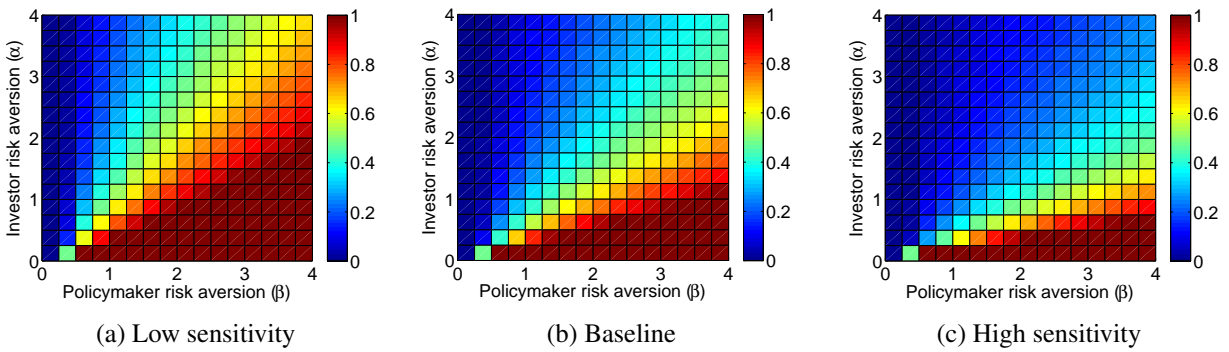 4
3
2
1
0
0 1 2 3 4
Investor risk aversion (α)
Policymaker risk aversion (β)
1
0.8
0.6
0.4
0.2
0
(a) Low sensitivity
4
3
2
1
0
0 1 2 3 4
Investor risk aversion (α)
Policymaker risk aversion (β)
1
0.8
0.6
0.4
0.2
0
(b) Baseline
4
3
2
1
0
0 1 2 3 4
Investor risk aversion (α)
Policymaker risk aversion (β)
1
0.8
0.6
0.4
0.2
0
(c) High sensitivity